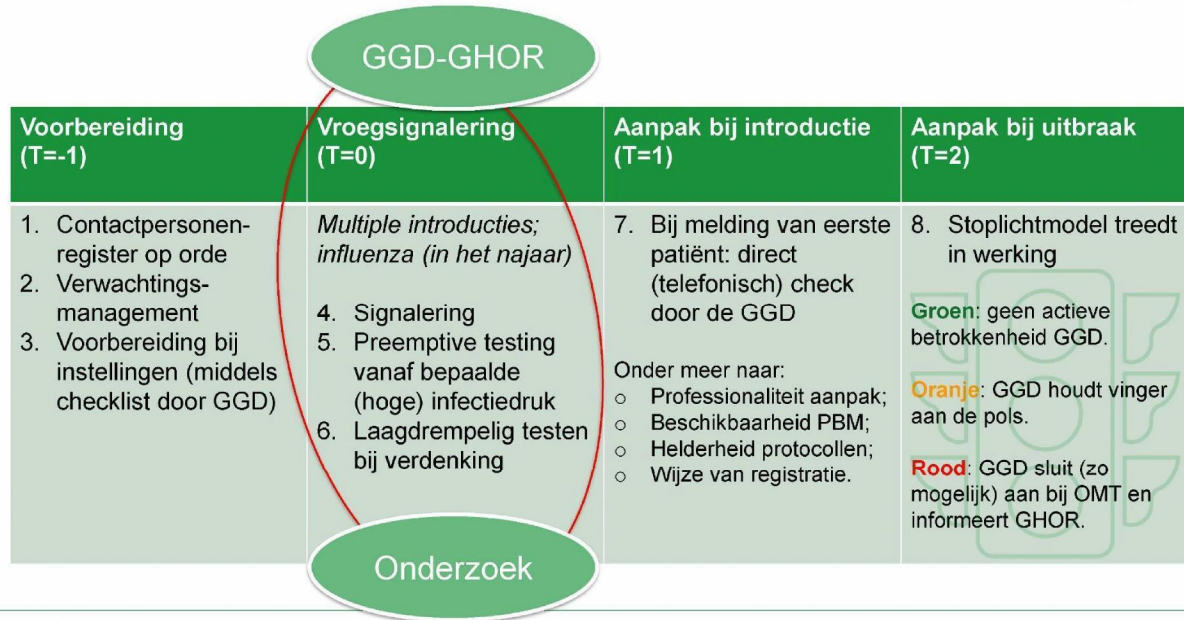 GGD-GHOR
Voorbereiding
(T=-1)
Vroegsignalering
(T=0)
Aanpak bij introductie
(T=1)
Aanpak bij uitbraak
(T=2)
1. Contactpersonen-
register op orde
2. Verwachtings-
management
3. Voorbereiding bij
instellingen (middels
checklist door GGD)
Multiple introducties;
influenza (in het najaar)
4. Signalering
5. Preemptive testing
vanaf bepaalde
(hoge) infectiedruk
6. Laagdrempelig testen
bij verdenking
7. Bij melding van eerste
patiënt: direct
(telefonisch) check
door de GGD
Onder meer naar:
o Professionaliteit aanpak;
o Beschikbaarheid PBM;
o Helderheid protocollen;
o Wijze van registratie.
8. Stoplichtmodel treedt
in werking
Groen: geen actieve
betrokkenheid GGD.
Oranje: GGD houdt vinger
aan de pols.
Rood: GGD sluit (zo
mogelijk) aan bij OMT en
informeert GHOR.
Onderzoek